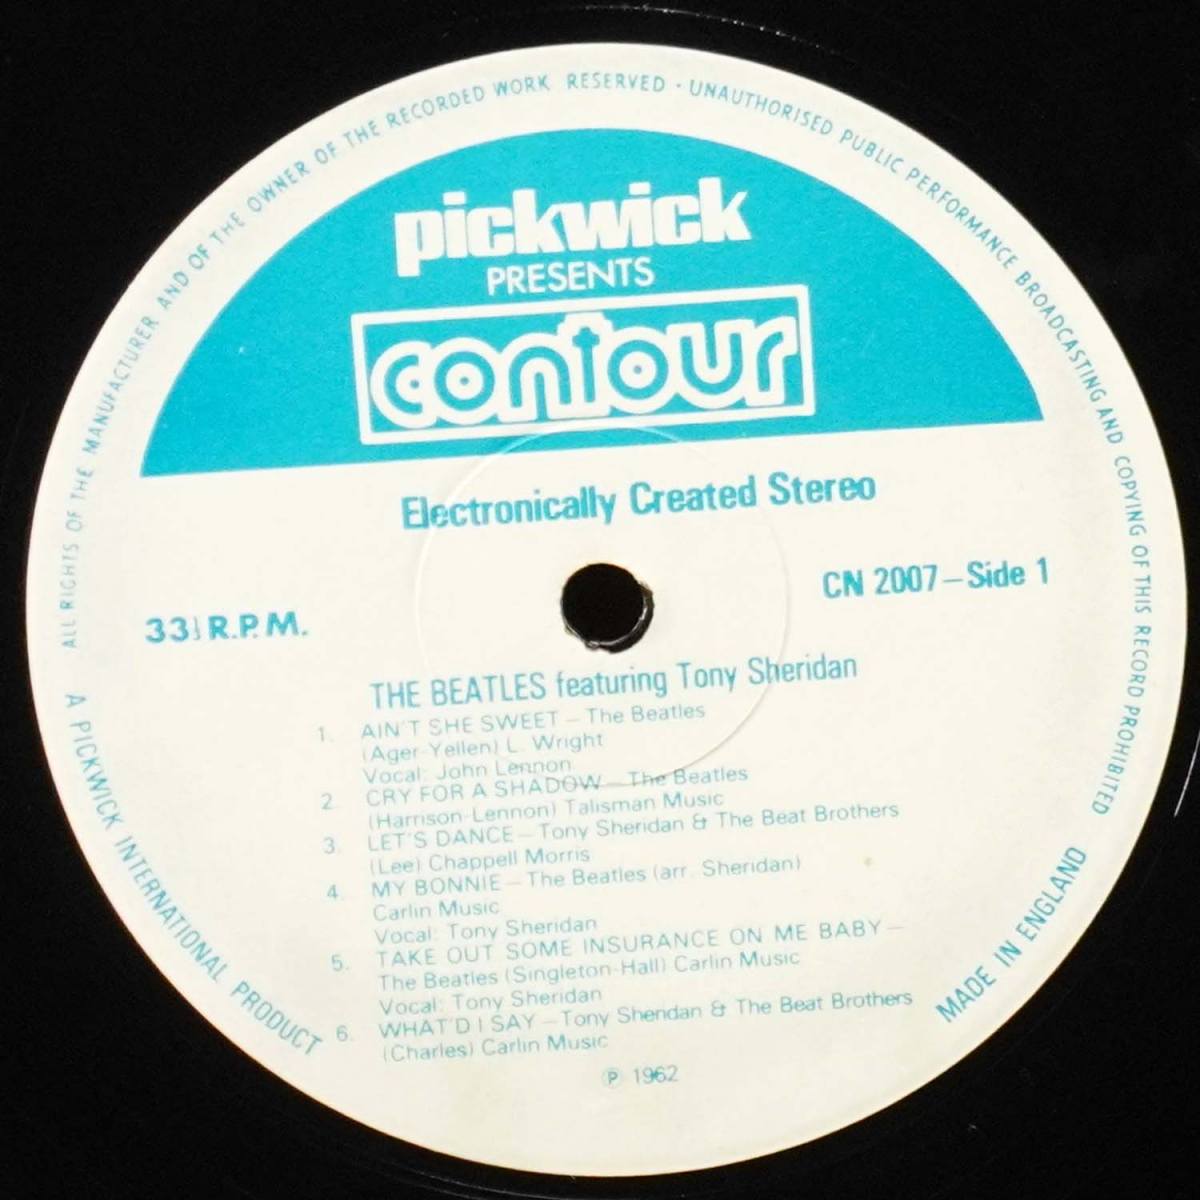 ALL RIGHTS OF THE MANUFACTURER AND OF THE OWNER OF THE RECORDED WORK RESERVED · UNAUTHORISED PUBLIC PERFORMANCE BROADCASTING AND COPYING OF THIS RECORD PROHIBITED
pickwick
PRESENTS
contour
Electronically Created Stereo
CN 2007–Side 1
33⅓ R.P.M.
THE BEATLES featuring Tony Sheridan
1. AIN'T SHE SWEET – The Beatles
(Ager-Yellen) L. Wright
Vocal: John Lennon
2. CRY FOR A SHADOW – The Beatles
(Harrison-Lennon) Talisman Music
3. LET'S DANCE – Tony Sheridan & The Beat Brothers
(Lee) Chappell Morris
4. MY BONNIE – The Beatles (arr. Sheridan)
Carlin Music
Vocal: Tony Sheridan
5. TAKE OUT SOME INSURANCE ON ME BABY –
The Beatles (Singleton-Hall) Carlin Music
Vocal: Tony Sheridan
6. WHAT'D I SAY – Tony Sheridan & The Beat Brothers
(Charles) Carlin Music
℗ 1962
A PICKWICK INTERNATIONAL PRODUCT
MADE IN ENGLAND